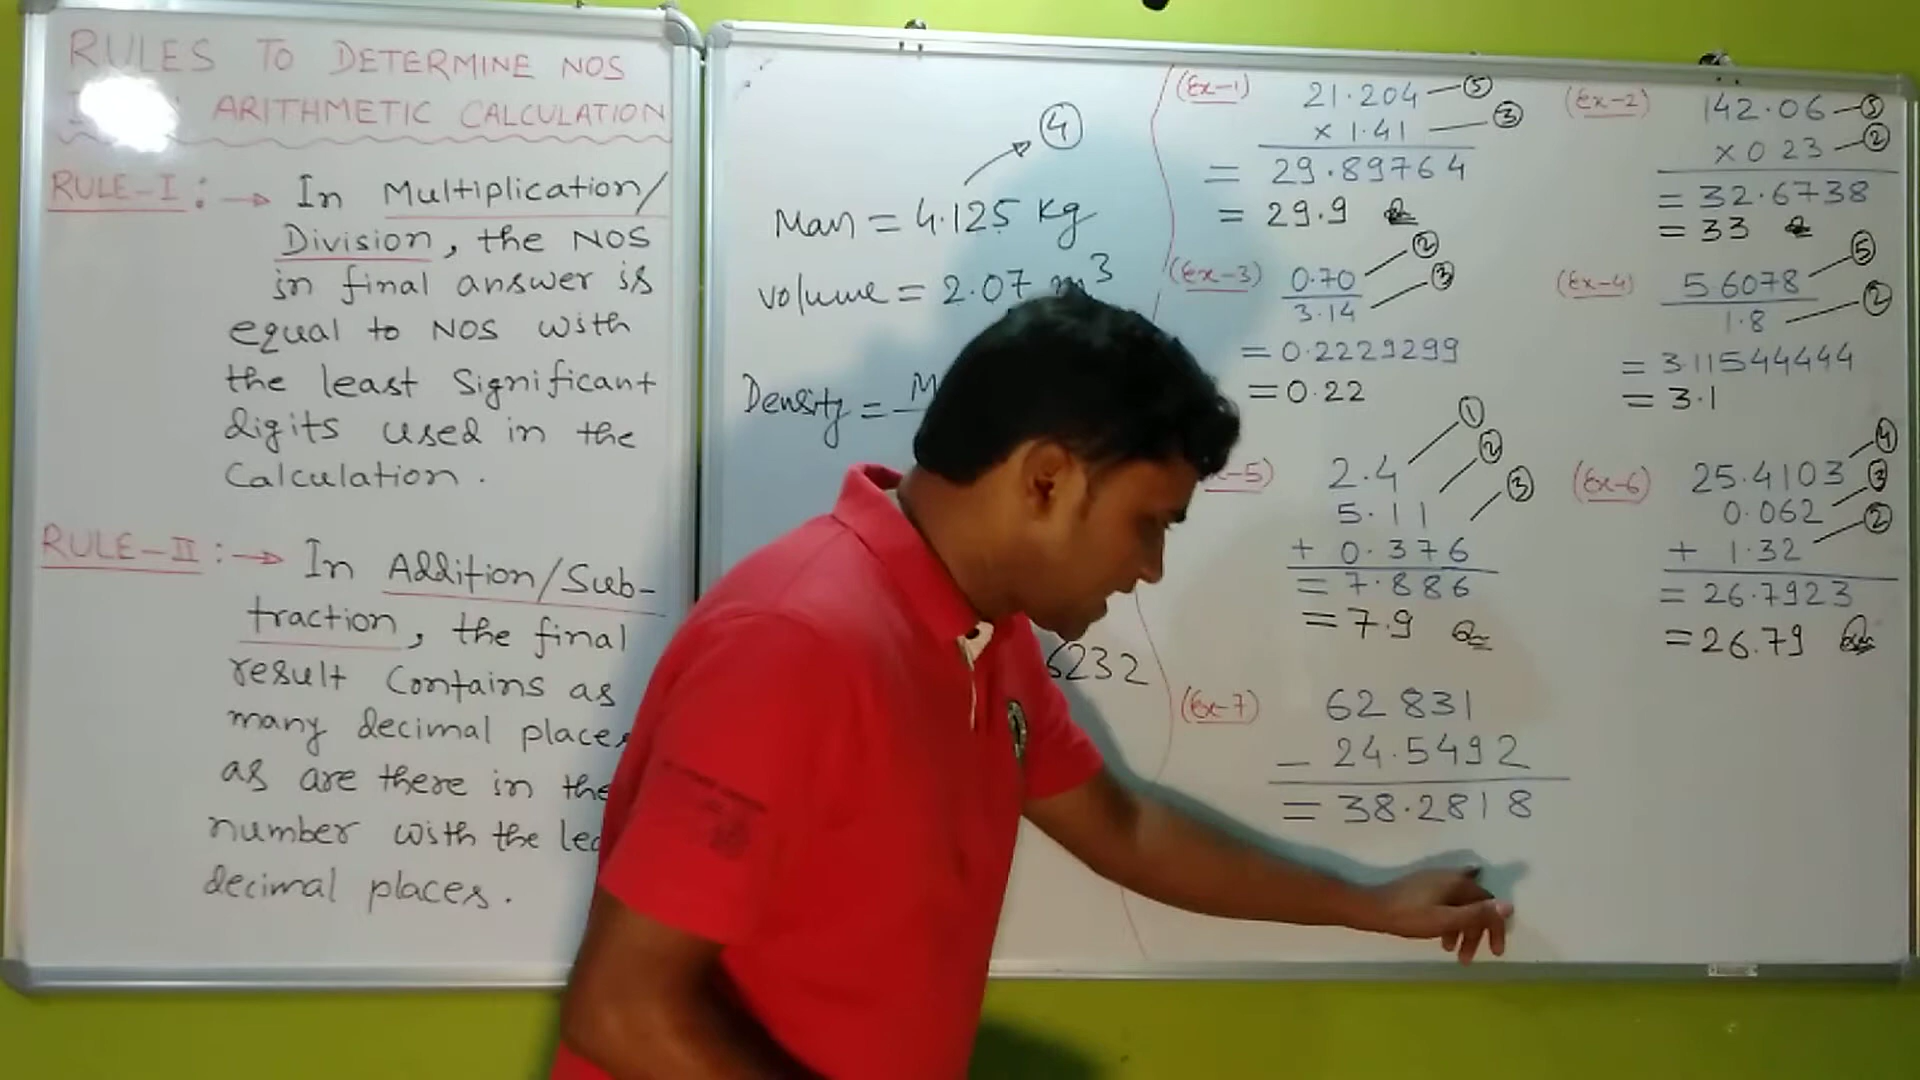 RULES TO DETERMINE NOS
ARITHMETIC CALCULATION
RULE-I: → In Multiplication/
Division, the NOS
in final answer is
equal to NOS with
the least Significant
digits used in the
Calculation.
RULE-II: → In Addition/Sub-
traction, the final
result Contains as
many decimal places
as are there in the
number with the
decimal places.
4
Mass = 4.125 Kg
Volume = 2.07 m³
Density =
6232
(Ex-1) 21.204 5
× 1.41 3
= 29.89764
= 29.9
(Ex-2) 142.06 5
× 0 23 2
= 32.6738
= 33
(Ex-3) 0.70 2
3.14 3
= 0.2229299
= 0.22
(Ex-4) 5.6078 5
1.8 2
= 3.11544444
= 3.1
-5) 2.4 1
5.11 2
+ 0.376 3
= 7.886
= 7.9
(Ex-6) 25.4103 4
0.062 3
+ 1.32 2
= 26.7923
= 26.79
(Ex-7) 62 831
- 24.5492
= 38.2818